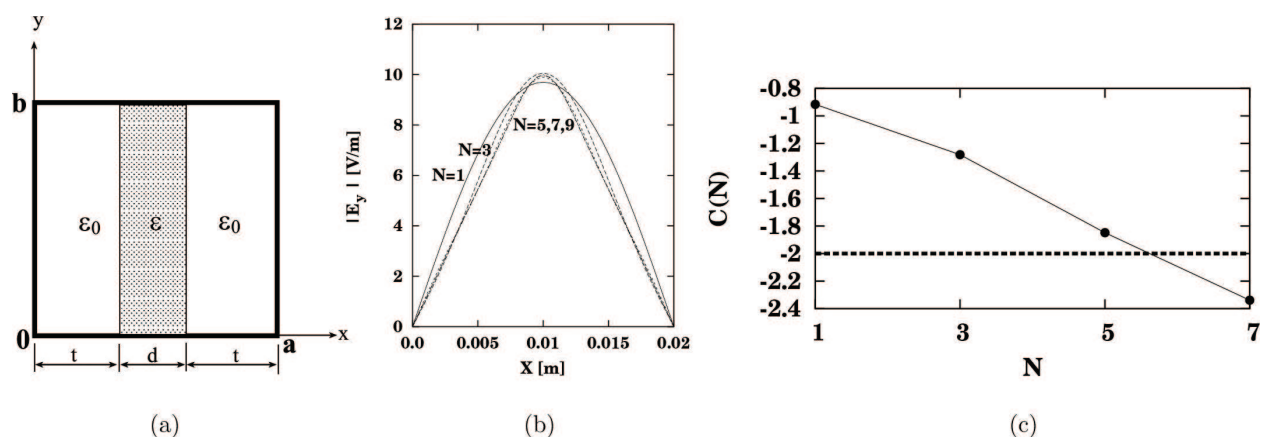 y
b
ε₀
ε
ε₀
0
a
x
t
d
t
(a)
12
10
8
6
4
2
0
|E_y| [V/m]
N=5,7,9
N=3
N=1
0.0
0.005
0.01
0.015
0.02
X [m]
(b)
-0.8
-1
-1.2
-1.4
-1.6
-1.8
-2
-2.2
-2.4
C(N)
1
3
5
7
N
(c)